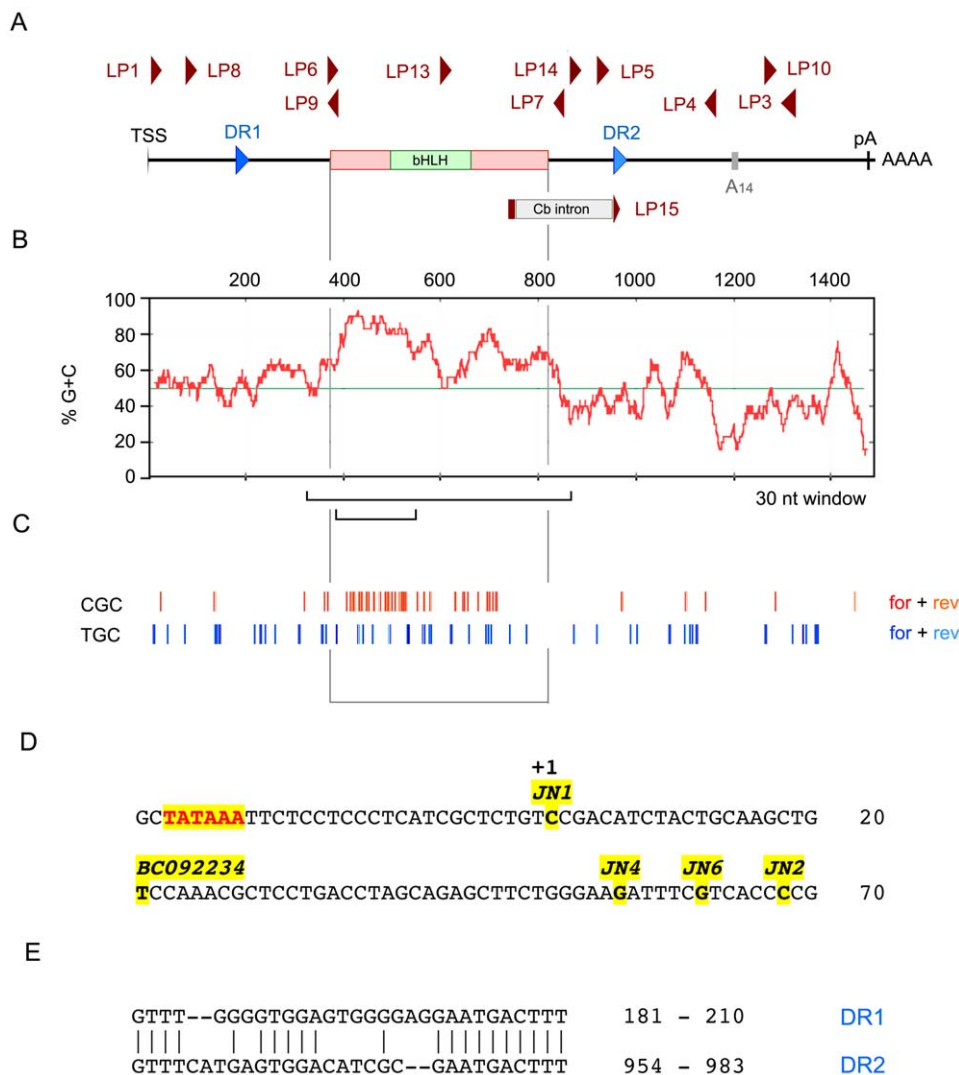 A
LP1 LP8 LP6 LP13 LP14 LP5 LP10
LP9 LP7 LP4 LP3
TSS DR1 DR2 pA
bHLH AAAA
A14
Cb intron LP15
B
200 400 600 800 1000 1200 1400
100
80
60
40
20
0
% G+C
30 nt window
C
CGC for + rev
TGC for + rev
D
+1
JN1
GCTATAAATTCTCCTCCCTCATCGCTCTGTCCGACATCTACTGCAAGCTG 20
BC092234 JN4 JN6 JN2
TCCAAACGCTCCTGACCTAGCAGAGCTTCTGGGAAGATTTCGTCACCCCG 70
E
GTTT--GGGGTGGAGTGGGGAGGAATGACTTT 181 - 210 DR1
GTTTCATGAGTGGACATCGC--GAATGACTTT 954 - 983 DR2